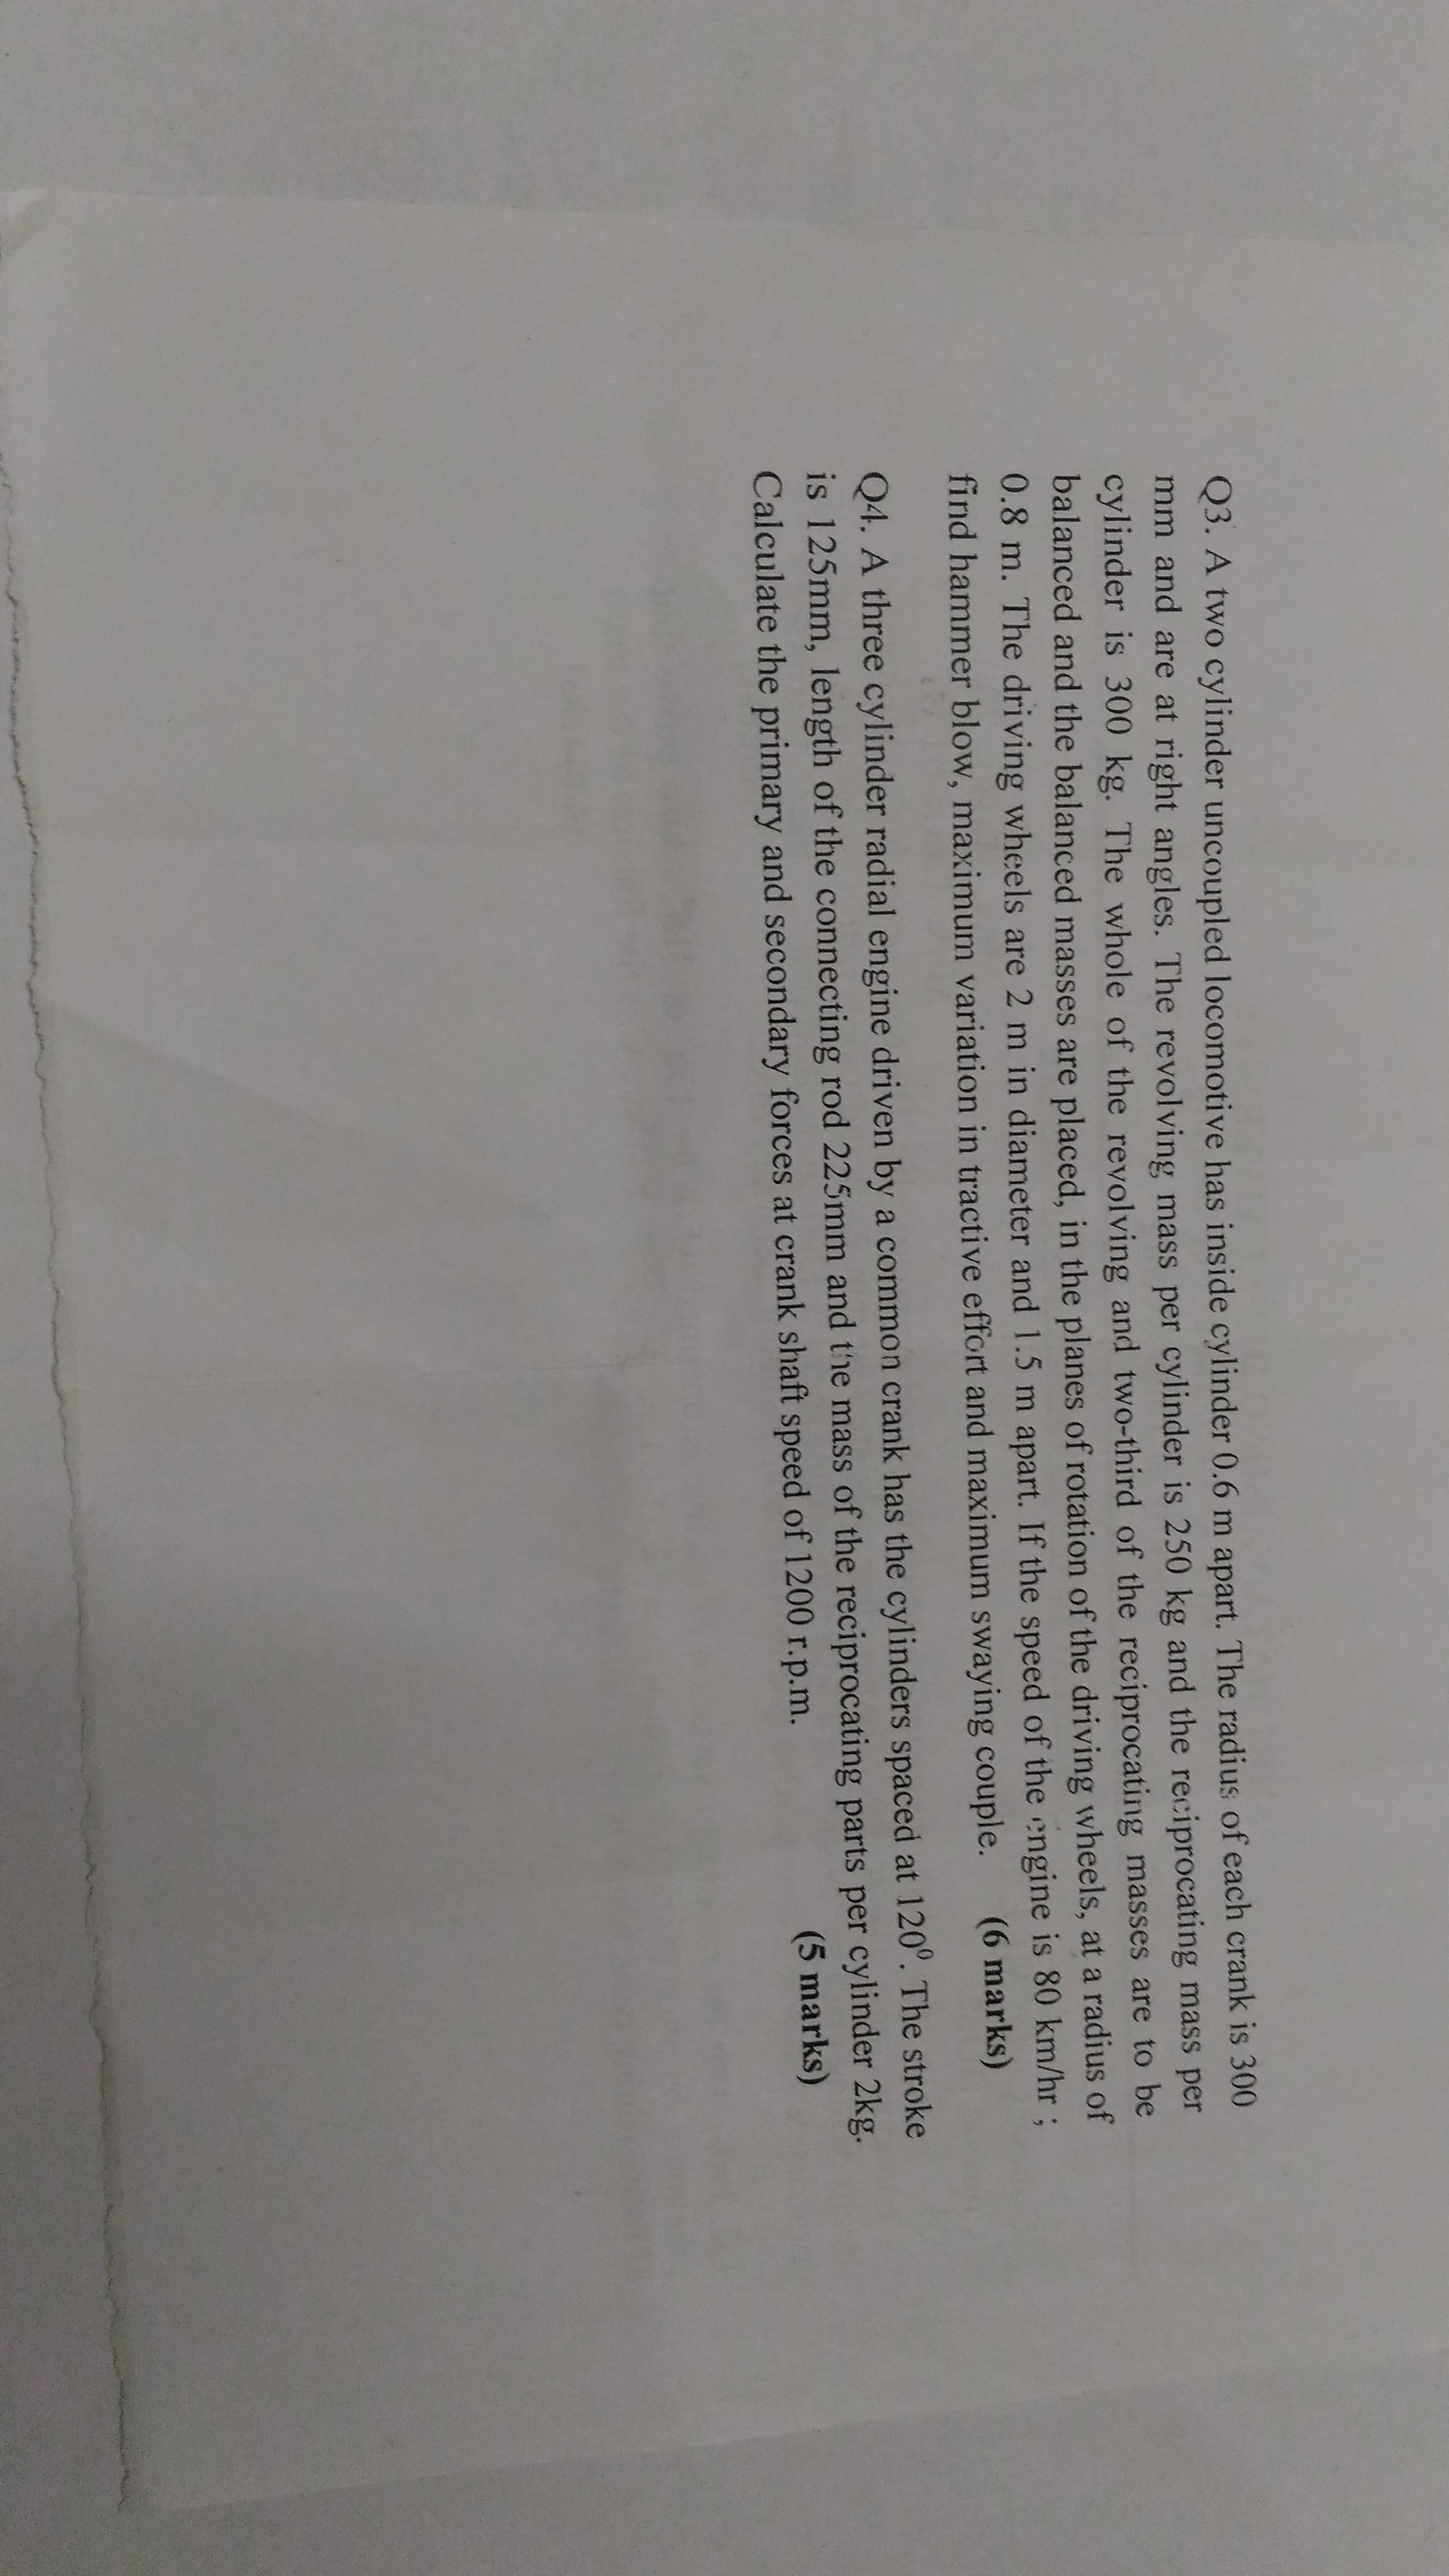 Q3. A two cylinder uncoupled locomotive has inside cylinder 0.6 m apart. The radius of each crank is 300
mm and are at right angles. The revolving mass per cylinder is 250 kg and the reciprocating mass per
cylinder is 300 kg. The whole of the revolving and two-third of the reciprocating masses are to be
balanced and the balanced masses are placed, in the planes of rotation of the driving wheels, at a radius of
0.8 m. The driving wheels are 2 m in diameter and 1.5 m apart. If the speed of the engine is 80 km/hr ;
find hammer blow, maximum variation in tractive effort and maximum swaying couple. (6 marks)
Q4. A three cylinder radial engine driven by a common crank has the cylinders spaced at 120⁰. The stroke
is 125mm, length of the connecting rod 225mm and the mass of the reciprocating parts per cylinder 2kg.
Calculate the primary and secondary forces at crank shaft speed of 1200 r.p.m. (5 marks)